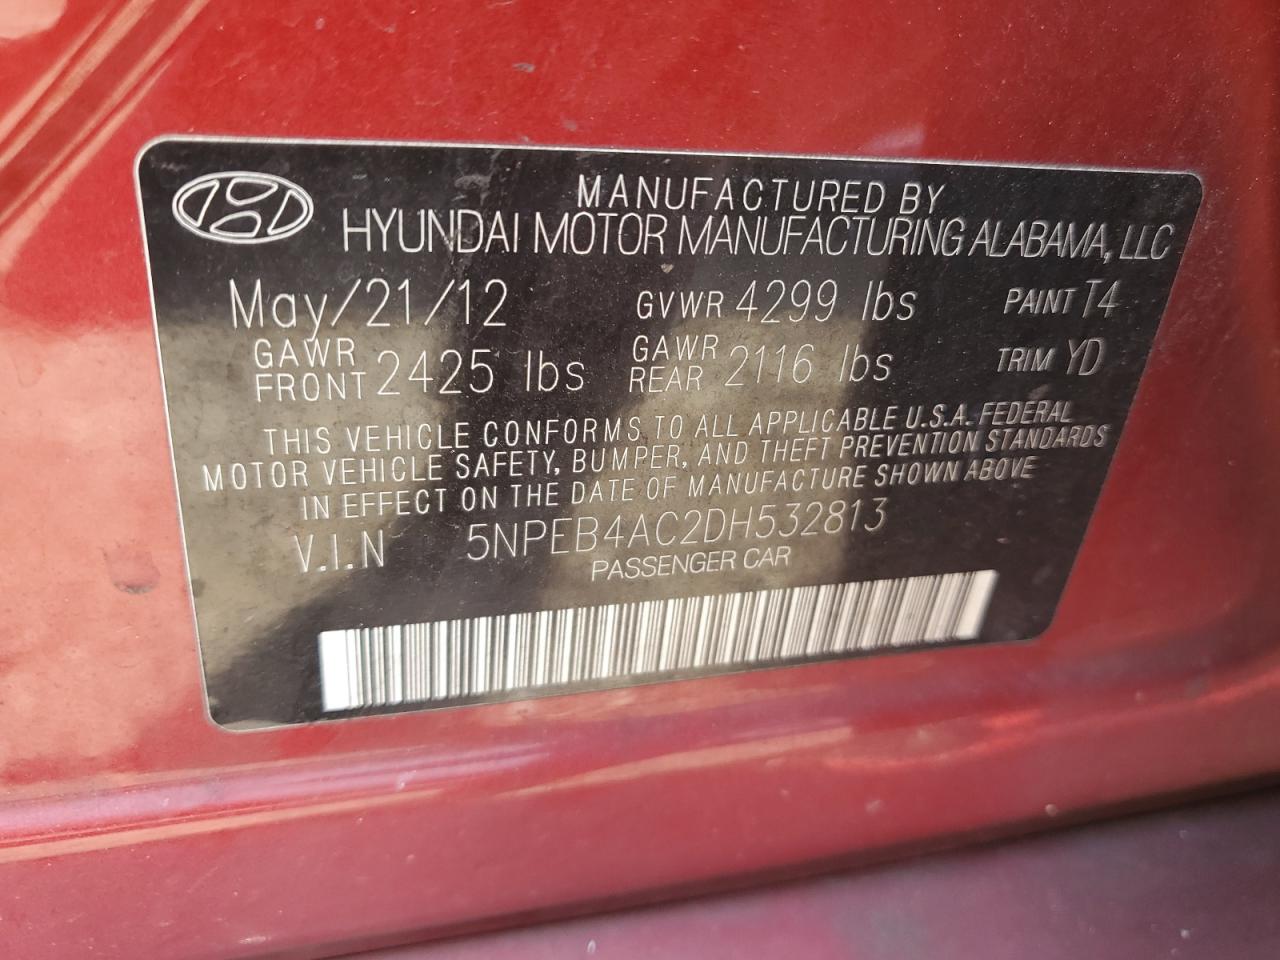 MANUFACTURED BY
HYUNDAI MOTOR MANUFACTURING ALABAMA, LLC
May/21/12 GVWR 4299 lbs PAINT T4
GAWR FRONT 2425 lbs GAWR REAR 2116 lbs TRIM YD
THIS VEHICLE CONFORMS TO ALL APPLICABLE U.S.A. FEDERAL
MOTOR VEHICLE SAFETY, BUMPER, AND THEFT PREVENTION STANDARDS
IN EFFECT ON THE DATE OF MANUFACTURE SHOWN ABOVE
V.I.N 5NPEB4AC2DH532813
PASSENGER CAR